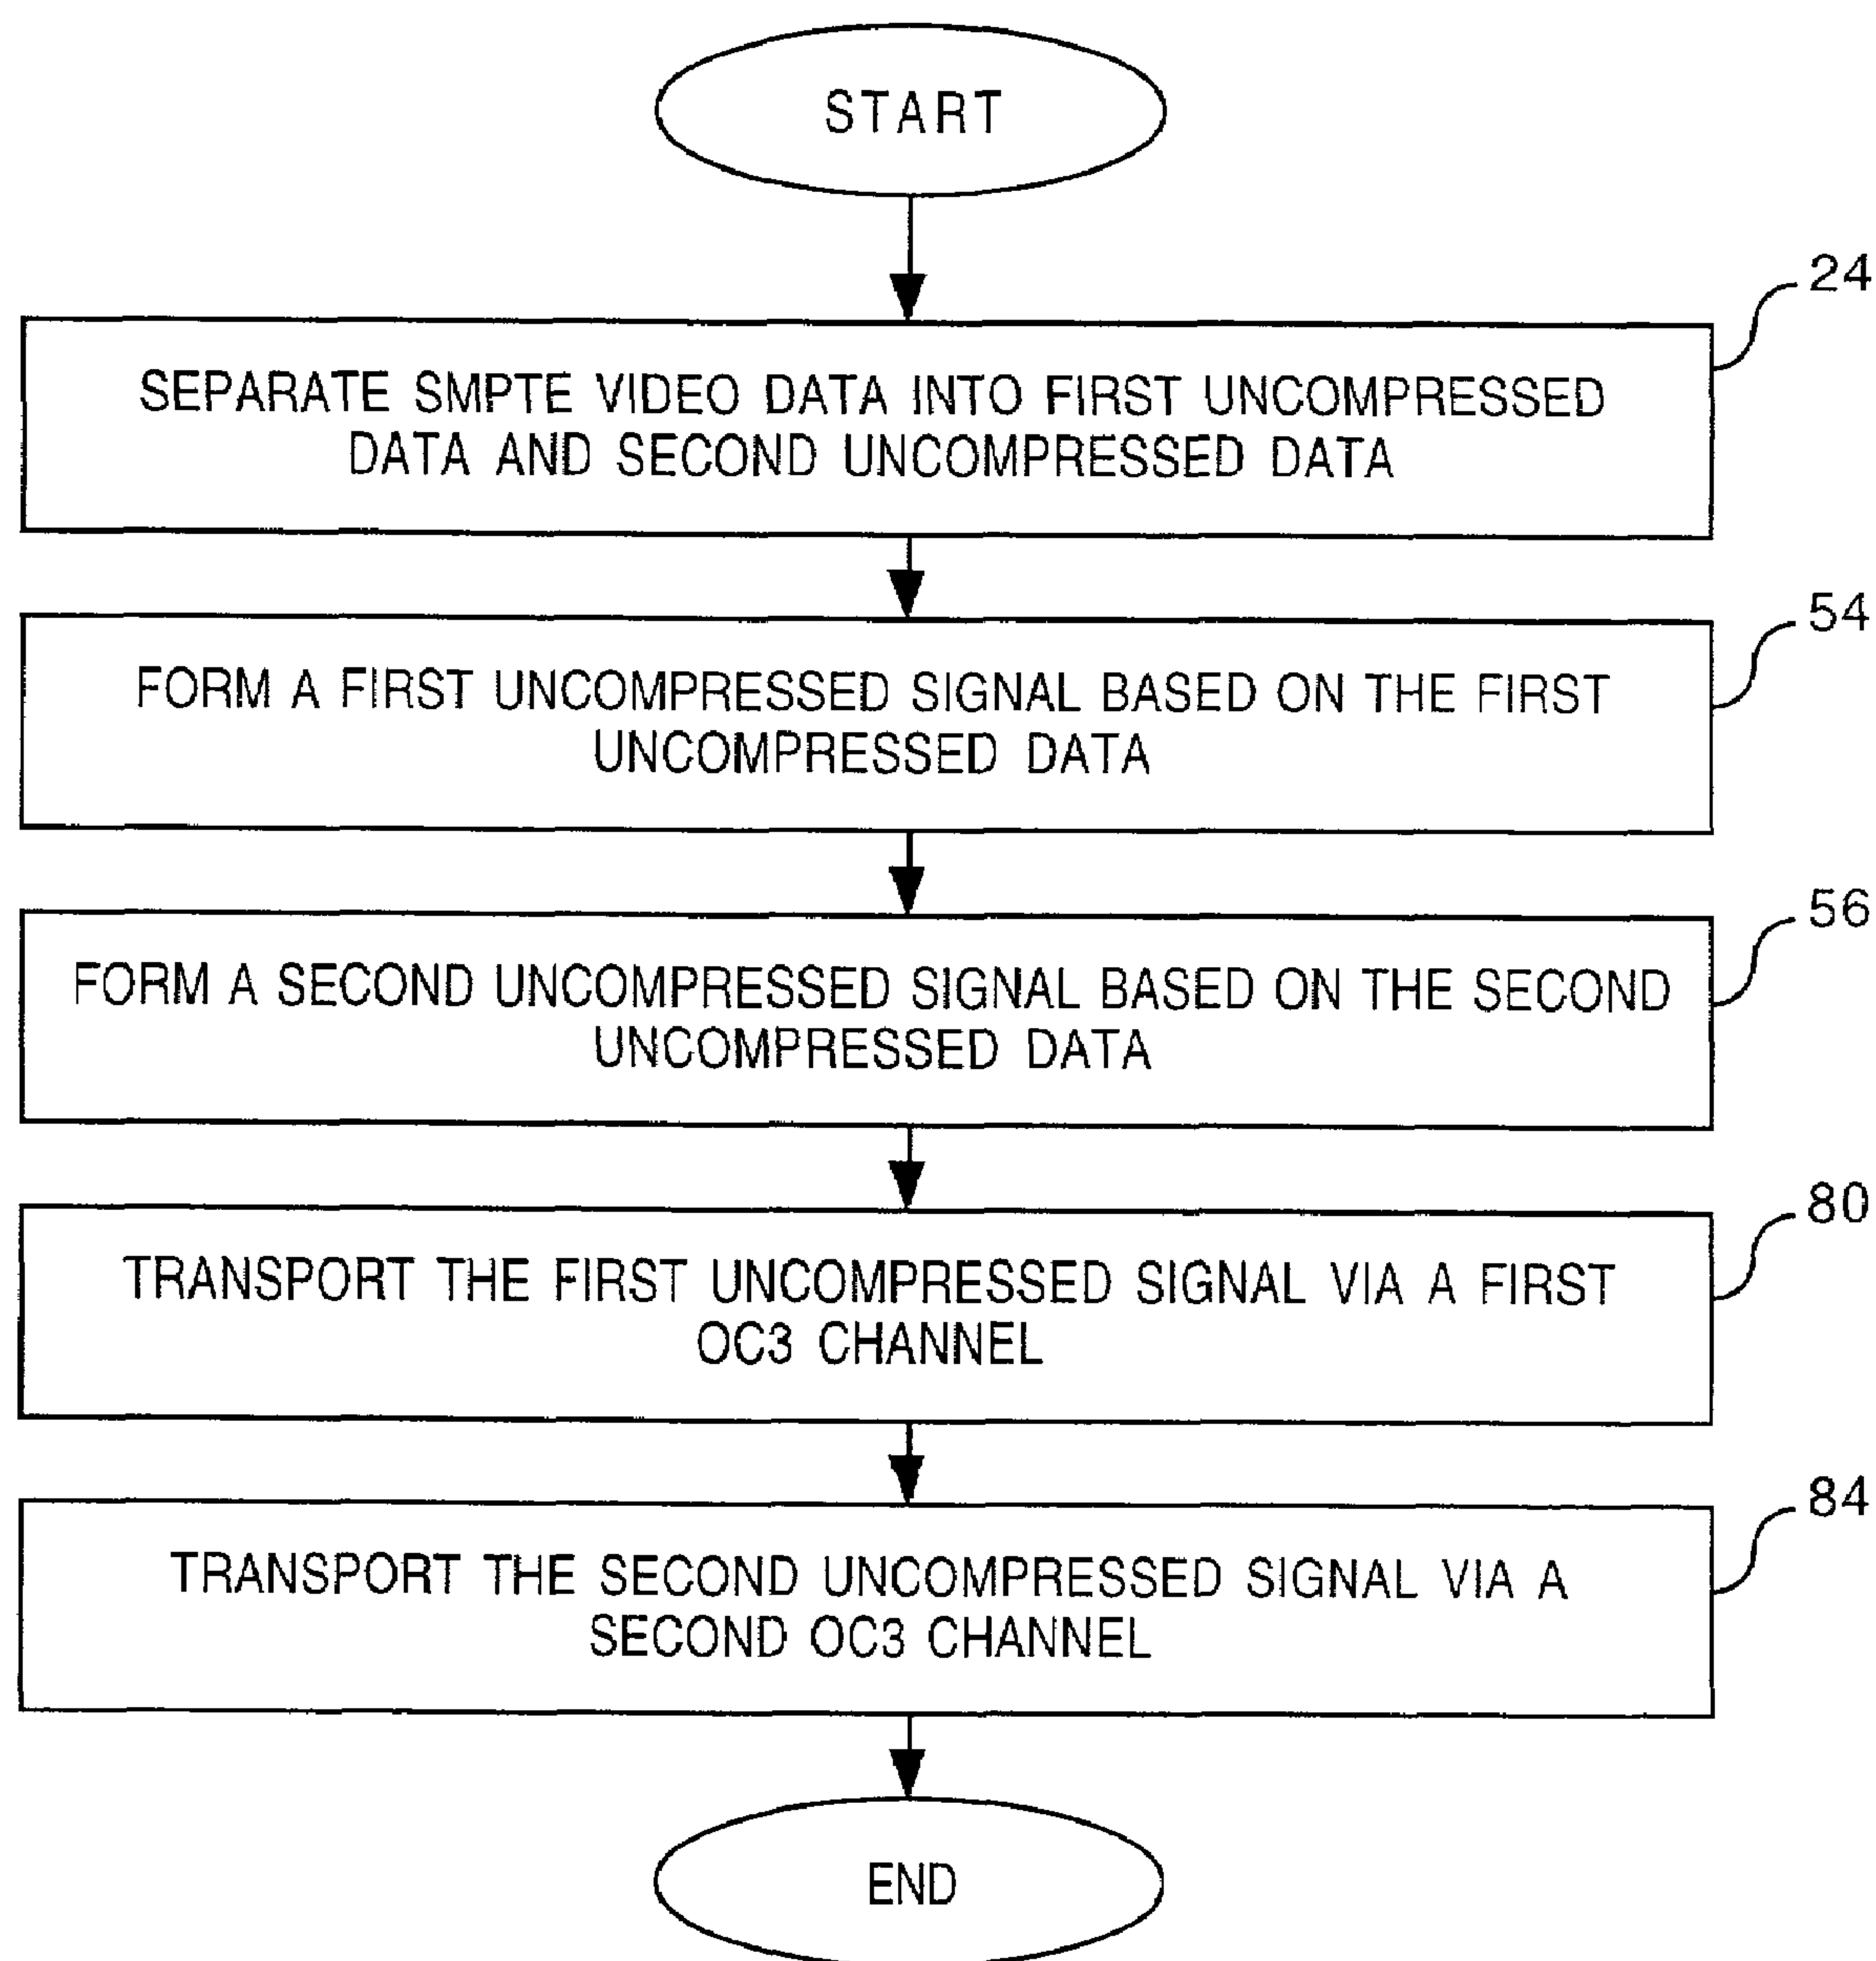 START
24
SEPARATE SMPTE VIDEO DATA INTO FIRST UNCOMPRESSED
DATA AND SECOND UNCOMPRESSED DATA
54
FORM A FIRST UNCOMPRESSED SIGNAL BASED ON THE FIRST
UNCOMPRESSED DATA
56
FORM A SECOND UNCOMPRESSED SIGNAL BASED ON THE SECOND
UNCOMPRESSED DATA
80
TRANSPORT THE FIRST UNCOMPRESSED SIGNAL VIA A FIRST
OC3 CHANNEL
84
TRANSPORT THE SECOND UNCOMPRESSED SIGNAL VIA A
SECOND OC3 CHANNEL
END